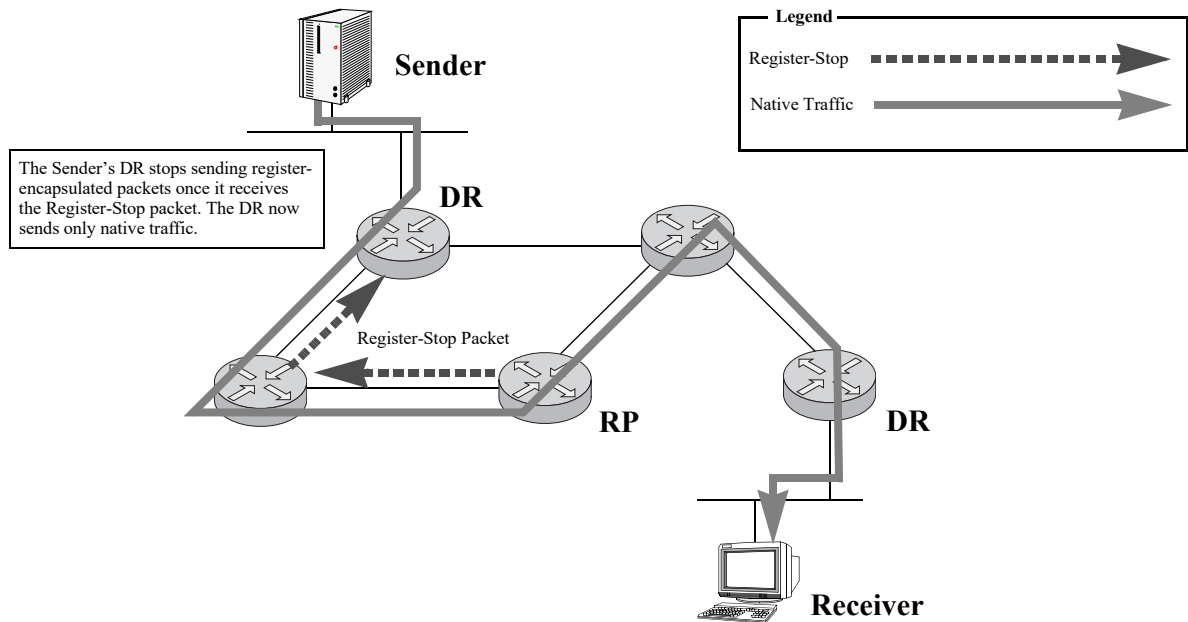 Legend
Sender
Register-Stop
Native Traffic
The Sender’s DR stops sending register-
encapsulated packets once it receives
the Register-Stop packet. The DR now
sends only native traffic.
DR
Register-Stop Packet
RP
DR
Receiver